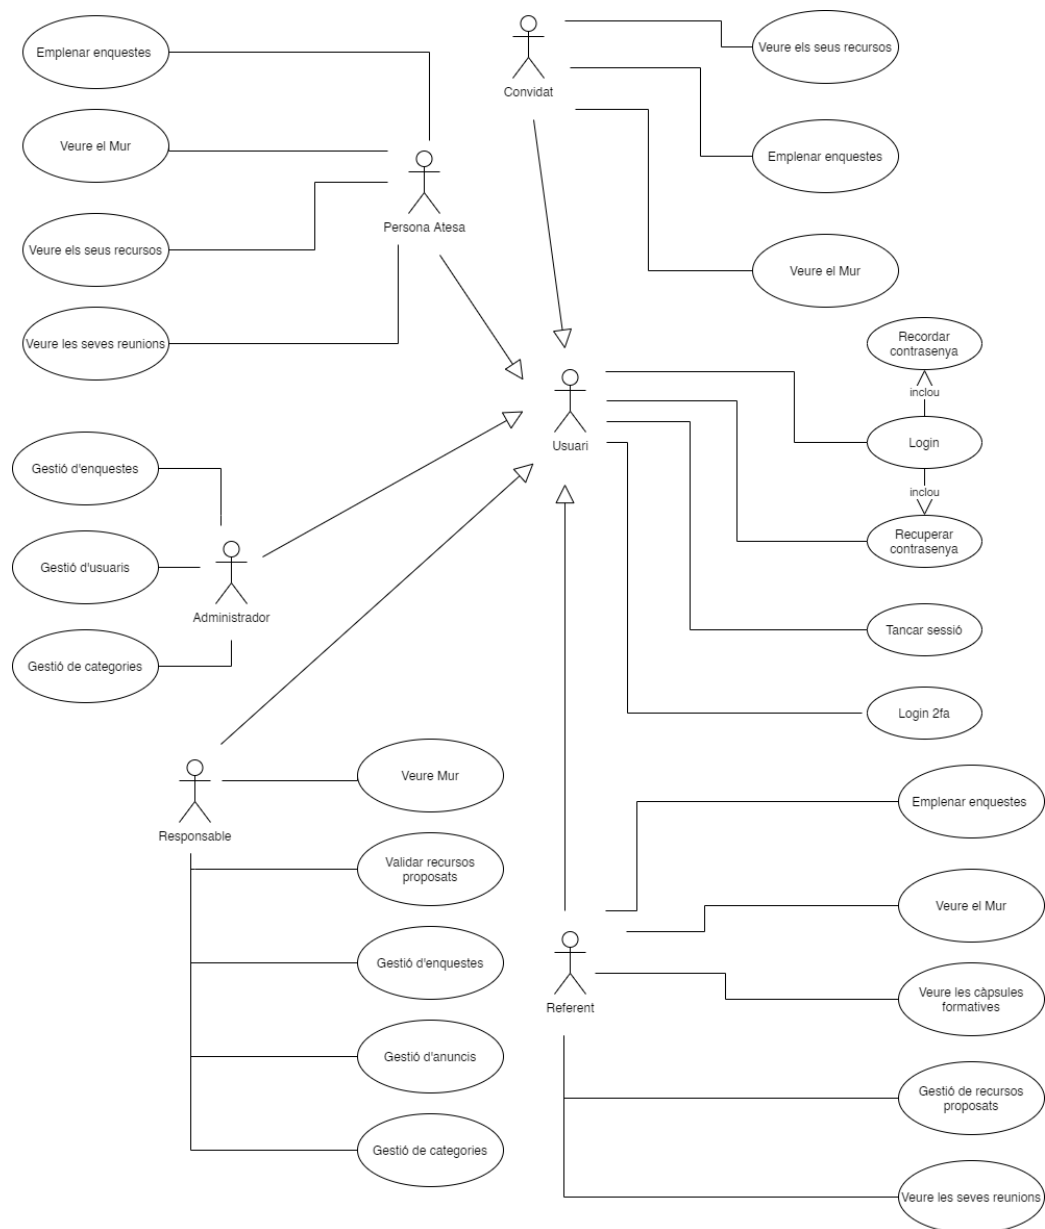 Emplenar enquestes
Veure el Mur
Veure els seus recursos
Veure les seves reunions
Persona Atesa
Convidat
Veure els seus recursos
Emplenar enquestes
Veure el Mur
Usuari
Recordar
contrasenya
inclou
Login
inclou
Recuperar
contrasenya
Tancar sessió
Login 2fa
Gestió d'enquestes
Gestió d'usuaris
Administrador
Gestió de categories
Responsable
Veure Mur
Validar recursos
proposats
Gestió d'enquestes
Gestió d'anuncis
Gestió de categories
Referent
Emplenar enquestes
Veure el Mur
Veure les càpsules
formatives
Gestió de recursos
proposats
Veure les seves reunions